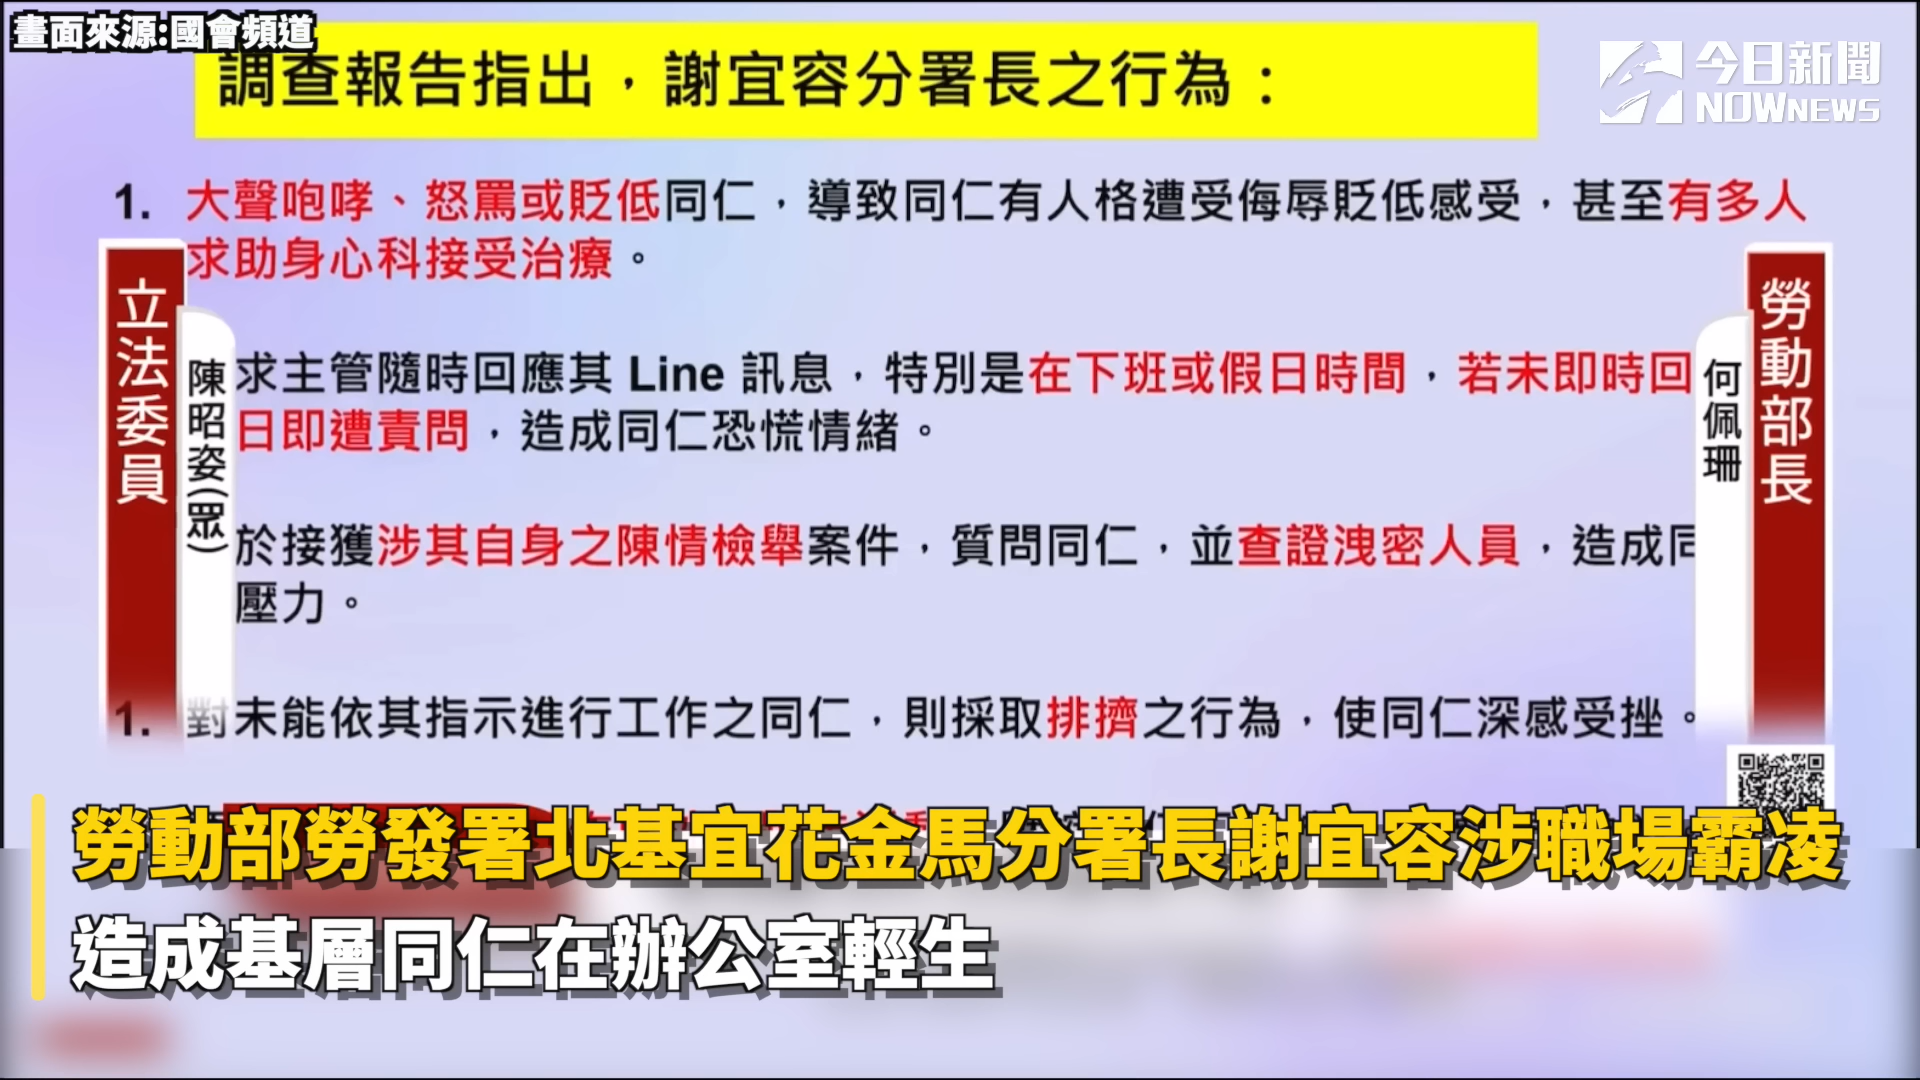 畫面來源:國會頻道
今日新聞
NOWNEWS
調查報告指出，謝宜容分署長之行為：
1. 大聲咆哮、怒罵或貶低同仁，導致同仁有人格遭受侮辱貶低感受，甚至有多人
求助身心科接受治療。
求主管隨時回應其 Line 訊息，特別是在下班或假日時間，若未即時回
日即遭責問，造成同仁恐慌情緒。
於接獲涉其自身之陳情檢舉案件，質問同仁，並查證洩密人員，造成同
壓力。
1. 對未能依其指示進行工作之同仁，則採取排擠之行為，使同仁深感受挫。
立法委員
陳昭姿(眾)
勞動部長
何佩珊
勞動部勞發署北基宜花金馬分署長謝宜容涉職場霸凌
造成基層同仁在辦公室輕生